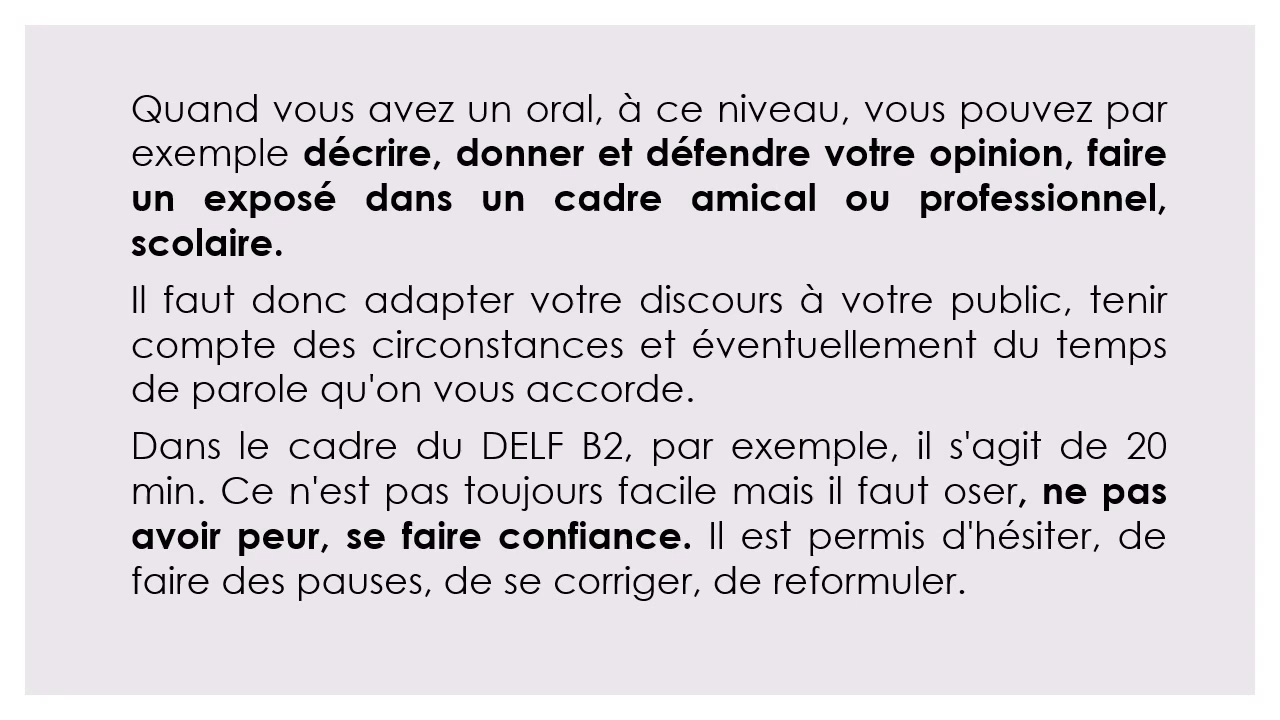 Quand vous avez un oral, à ce niveau, vous pouvez par
exemple décrire, donner et défendre votre opinion, faire
un exposé dans un cadre amical ou professionnel,
scolaire.
Il faut donc adapter votre discours à votre public, tenir
compte des circonstances et éventuellement du temps
de parole qu'on vous accorde.
Dans le cadre du DELF B2, par exemple, il s'agit de 20
min. Ce n'est pas toujours facile mais il faut oser, ne pas
avoir peur, se faire confiance. Il est permis d'hésiter, de
faire des pauses, de se corriger, de reformuler.